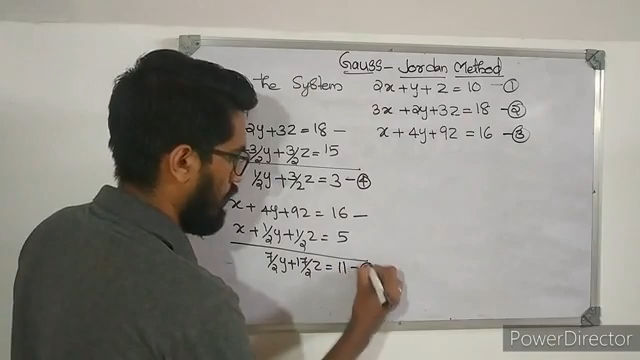 Gauss-Jordan Method
the System
2x+y+z=10 -①
3x+2y+3z=18 -②
x+4y+9z=16 -③
2y+3z=18 -
3/2y+3/2z=15
1/2y+3/2z=3 -④
x+4y+9z=16 -
x+1/2y+1/2z=5
7/2y+17/2z=11 -
PowerDirector